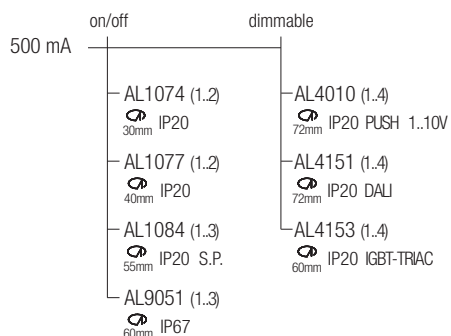 on/off dimmable
500 mA
AL1074 (1..2)
30mm IP20
AL1077 (1..2)
40mm IP20
AL1084 (1..3)
55mm IP20 S.P.
AL9051 (1..3)
60mm IP67
AL4010 (1..4)
72mm IP20 PUSH 1..10V
AL4151 (1..4)
72mm IP20 DALI
AL4153 (1..4)
60mm IP20 IGBT-TRIAC